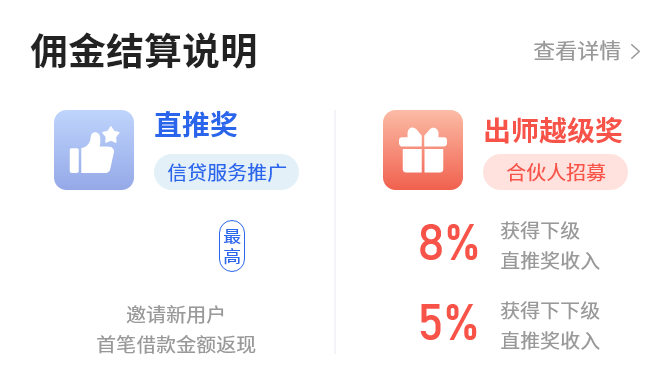 佣金结算说明
查看详情
直推奖
信贷服务推广
最高
邀请新用户
首笔借款金额返现
出师越级奖
合伙人招募
8%
获得下级
直推奖收入
5%
获得下下级
直推奖收入